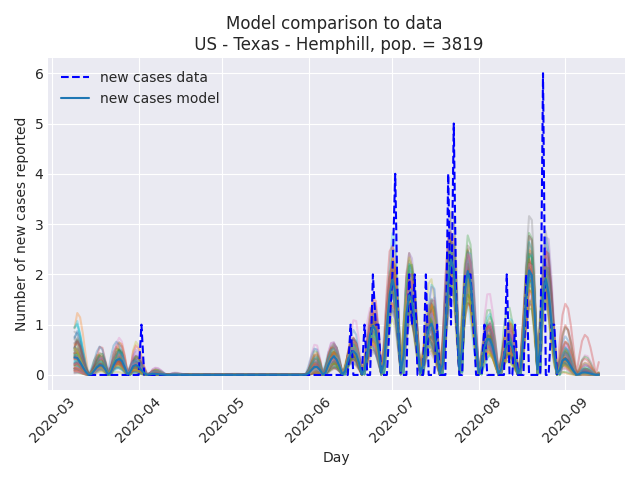 Model comparison to data
US - Texas - Hemphill, pop. = 3819
new cases data
new cases model
Number of new cases reported
6
5
4
3
2
1
0
2020-03
2020-04
2020-05
2020-06
2020-07
2020-08
2020-09
Day